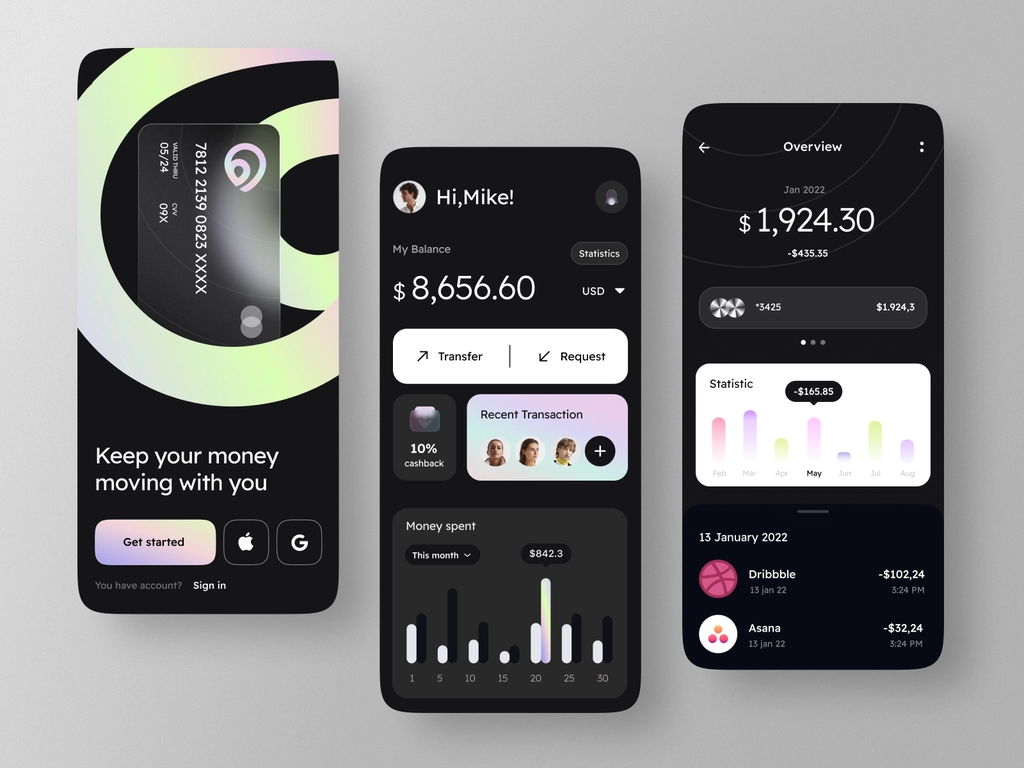 7812 2139 0823 XXXX
VALID THRU
05/24
CVV
09X
Keep your money
moving with you
Get started
G
You have account? Sign in
Hi,Mike!
My Balance
Statistics
$ 8,656.60
USD
Transfer
Request
10%
cashback
Recent Transaction
+
Money spent
This month
$842.3
1 5 10 15 20 25 30
Overview
Jan 2022
$ 1,924.30
-$435.35
*3425 $1.924,3
Statistic
-$165.85
Feb Mar Apr May Jun Jul Aug
13 January 2022
Dribbble -$102,24
13 jan 22 3:24 PM
Asana -$32,24
13 jan 22 3:24 PM